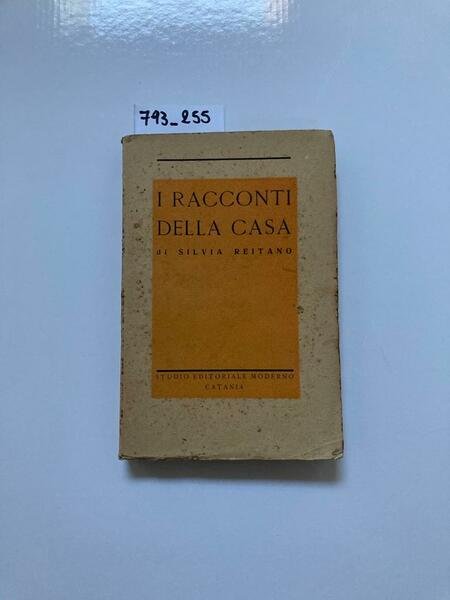 793_255
I RACCONTI
DELLA CASA
di SILVIA REITANO
STUDIO EDITORIALE MODERNO
CATANIA